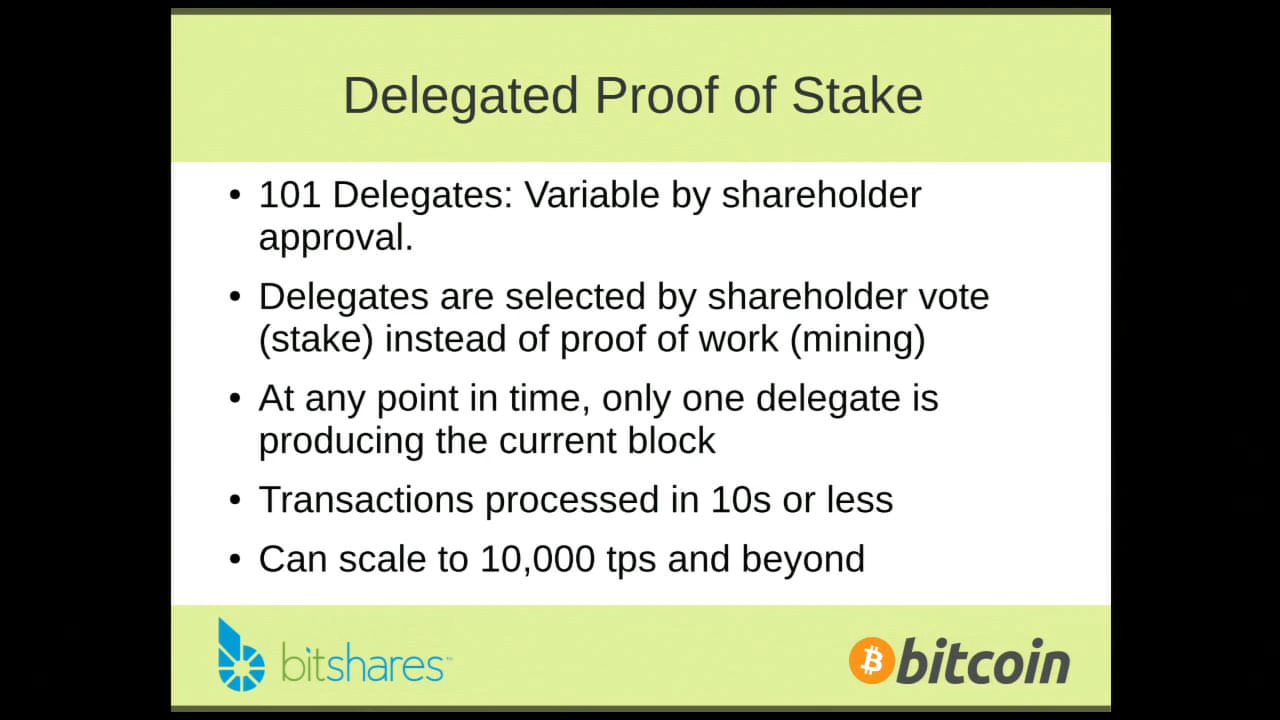 Delegated Proof of Stake
• 101 Delegates: Variable by shareholder
approval.
• Delegates are selected by shareholder vote
(stake) instead of proof of work (mining)
• At any point in time, only one delegate is
producing the current block
• Transactions processed in 10s or less
• Can scale to 10,000 tps and beyond
bitshares™
bitcoin